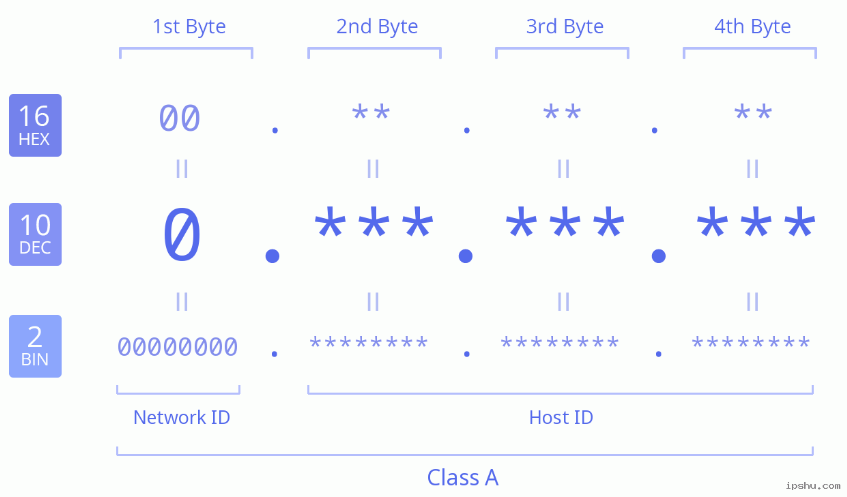 1st Byte 2nd Byte 3rd Byte 4th Byte
16 HEX 00 . ** . ** . **
= = = =
10 DEC 0 . *** . *** . ***
= = = =
2 BIN 00000000 . ******** . ******** . ********
Network ID Host ID
Class A
ipshu.com